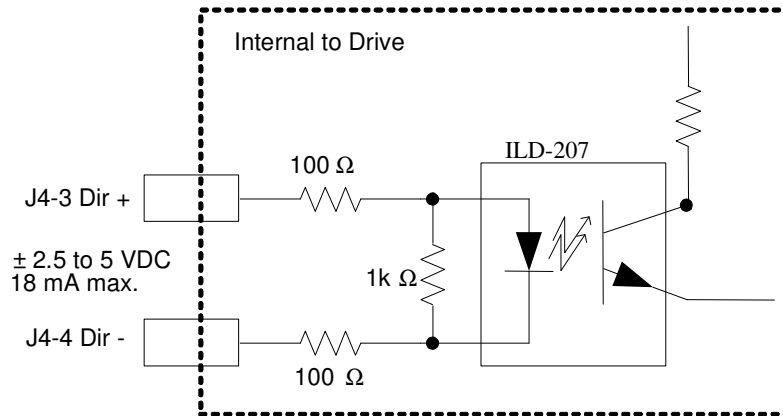 Internal to Drive
ILD-207
100 Ω
J4-3 Dir +
± 2.5 to 5 VDC
18 mA max.
1k Ω
J4-4 Dir -
100 Ω